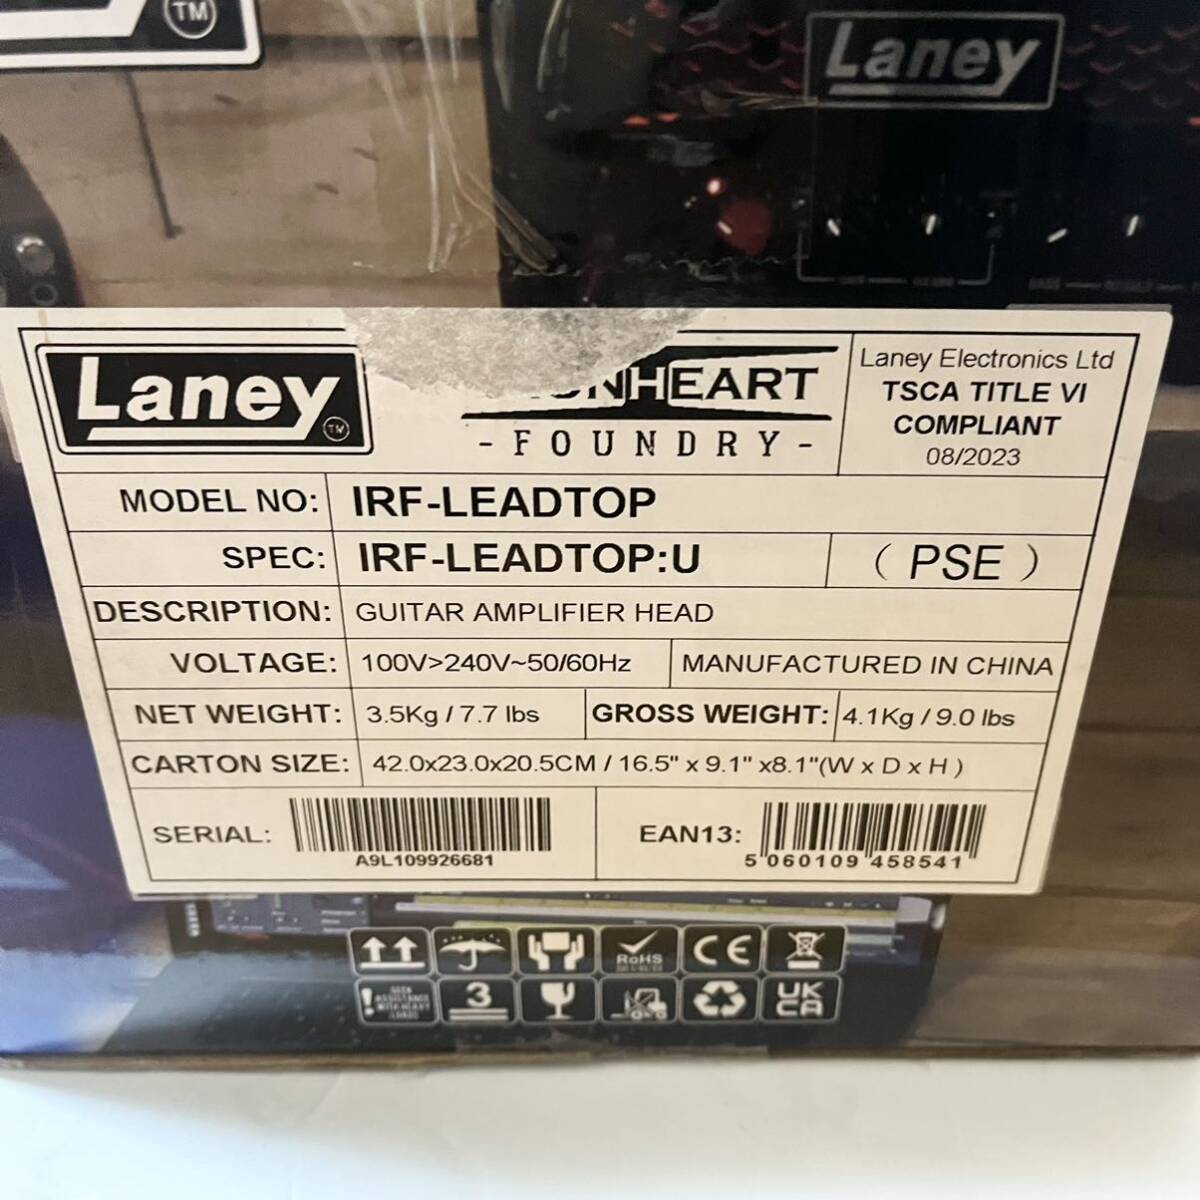 TM
Laney
Laney TM
HEART
- FOUNDRY -
Laney Electronics Ltd
TSCA TITLE VI
COMPLIANT
08/2023
MODEL NO: IRF-LEADTOP
SPEC: IRF-LEADTOP:U ( PSE )
DESCRIPTION: GUITAR AMPLIFIER HEAD
VOLTAGE: 100V>240V~50/60Hz MANUFACTURED IN CHINA
NET WEIGHT: 3.5Kg / 7.7 lbs GROSS WEIGHT: 4.1Kg / 9.0 lbs
CARTON SIZE: 42.0x23.0x20.5CM / 16.5" x 9.1" x8.1"(W x D x H )
SERIAL: A9L109926681
EAN13: 5 060109 458541
RoHS
CE
3
UK
CA